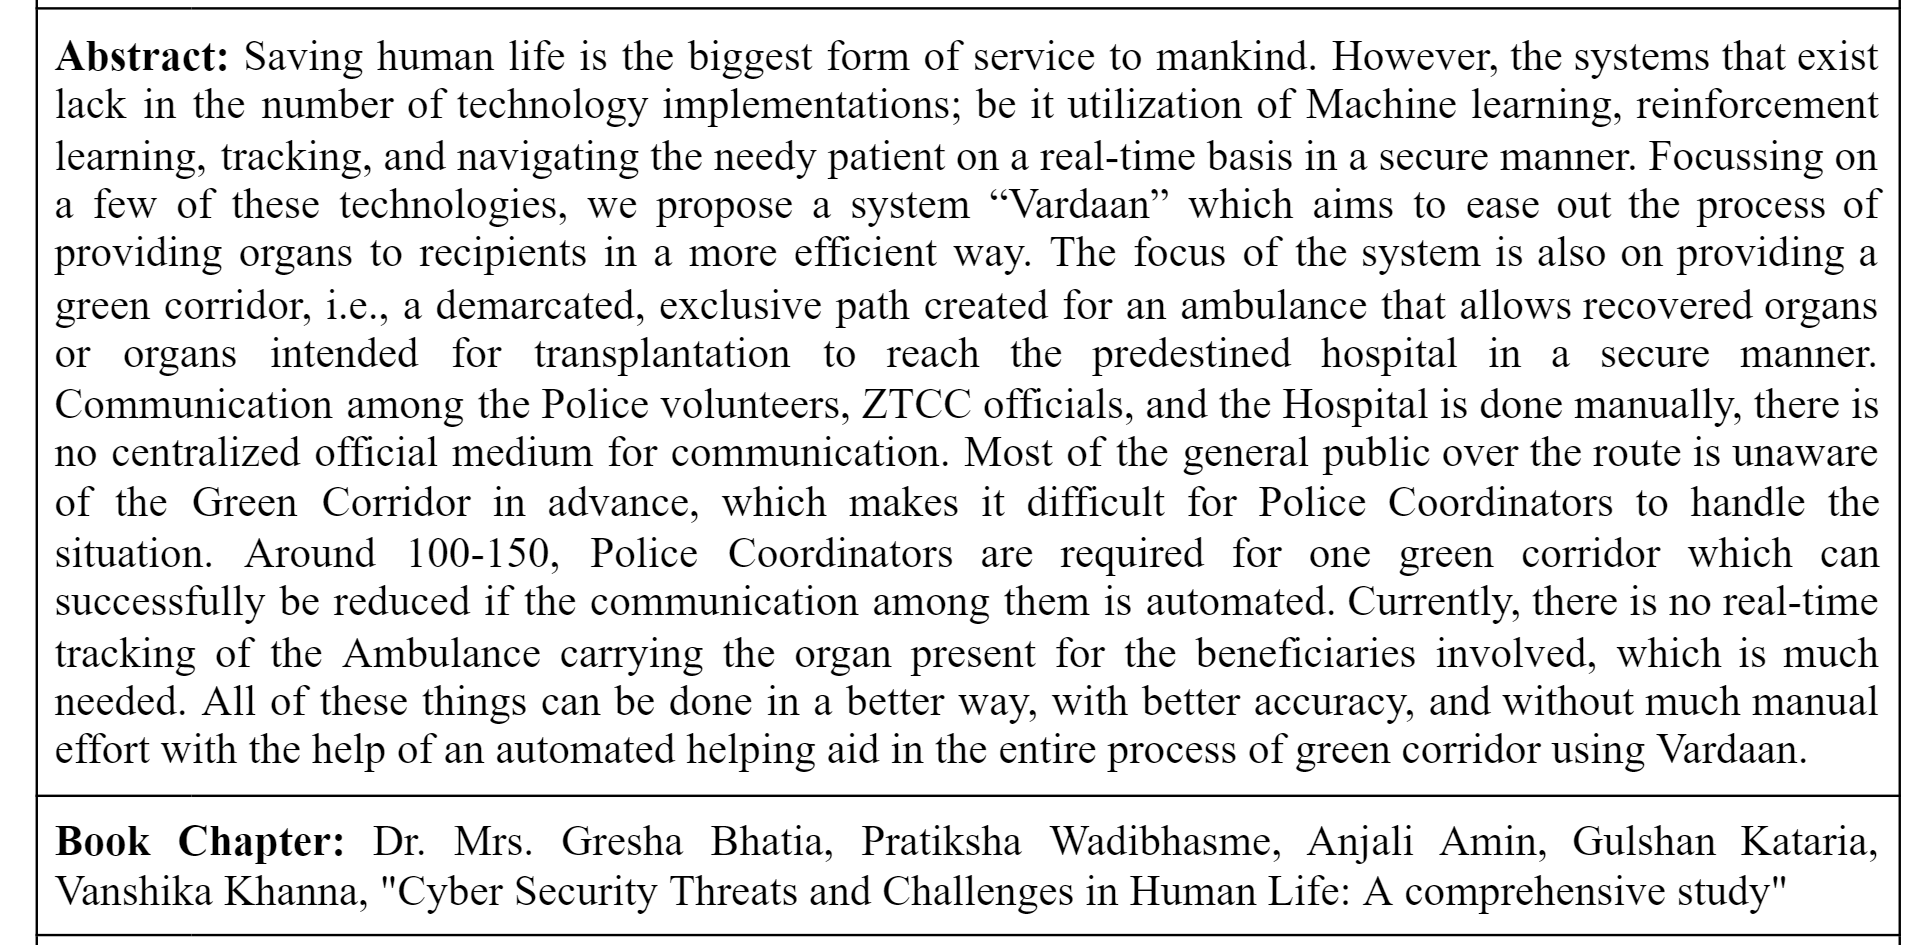 Abstract: Saving human life is the biggest form of service to mankind. However, the systems that exist
lack in the number of technology implementations; be it utilization of Machine learning, reinforcement
learning, tracking, and navigating the needy patient on a real-time basis in a secure manner. Focussing on
a few of these technologies, we propose a system “Vardaan” which aims to ease out the process of
providing organs to recipients in a more efficient way. The focus of the system is also on providing a
green corridor, i.e., a demarcated, exclusive path created for an ambulance that allows recovered organs
or organs intended for transplantation to reach the predestined hospital in a secure manner.
Communication among the Police volunteers, ZTCC officials, and the Hospital is done manually, there is
no centralized official medium for communication. Most of the general public over the route is unaware
of the Green Corridor in advance, which makes it difficult for Police Coordinators to handle the
situation. Around 100-150, Police Coordinators are required for one green corridor which can
successfully be reduced if the communication among them is automated. Currently, there is no real-time
tracking of the Ambulance carrying the organ present for the beneficiaries involved, which is much
needed. All of these things can be done in a better way, with better accuracy, and without much manual
effort with the help of an automated helping aid in the entire process of green corridor using Vardaan.
Book Chapter: Dr. Mrs. Gresha Bhatia, Pratiksha Wadibhasme, Anjali Amin, Gulshan Kataria,
Vanshika Khanna, "Cyber Security Threats and Challenges in Human Life: A comprehensive study"